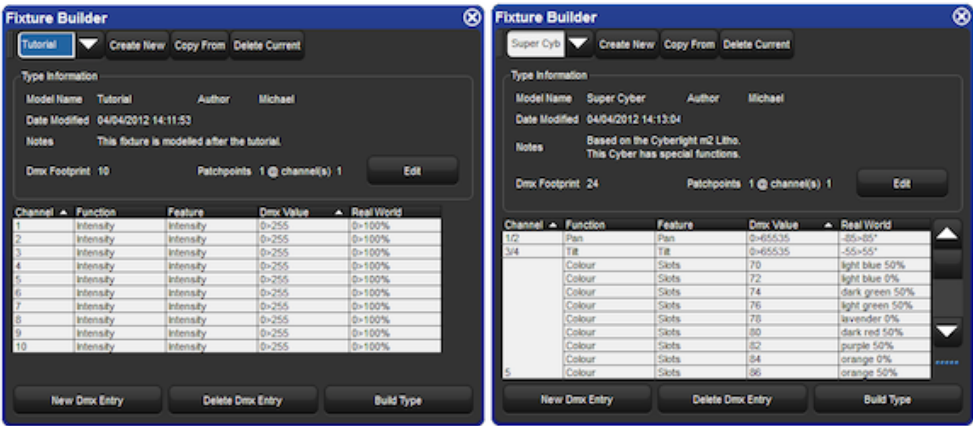 Fixture Builder
Tutorial Create New Copy From Delete Current
Type Information
Model Name Tutorial Author Michael
Date Modified 04/04/2012 14:11:53
Notes This fixture is modelled after the tutorial.
Dmx Footprint 10 Patchpoints 1 @ channel(s) 1 Edit
Channel Function Feature Dmx Value Real World
1 Intensity Intensity 0>255 0>100%
2 Intensity Intensity 0>255 0>100%
3 Intensity Intensity 0>255 0>100%
4 Intensity Intensity 0>255 0>100%
5 Intensity Intensity 0>255 0>100%
6 Intensity Intensity 0>255 0>100%
7 Intensity Intensity 0>255 0>100%
8 Intensity Intensity 0>255 0>100%
9 Intensity Intensity 0>255 0>100%
10 Intensity Intensity 0>255 0>100%
New Dmx Entry Delete Dmx Entry Build Type
Fixture Builder
Super Cyb Create New Copy From Delete Current
Type Information
Model Name Super Cyber Author Michael
Date Modified 04/04/2012 14:13:04
Notes Based on the Cyberlight m2 Litho.
This Cyber has special functions.
Dmx Footprint 24 Patchpoints 1 @ channel(s) 1 Edit
Channel Function Feature Dmx Value Real World
1/2 Pan Pan 0>65535 -85>85°
3/4 Tilt Tilt 0>65535 -55>55°
Colour Slots 70 light blue 50%
Colour Slots 72 light blue 0%
Colour Slots 74 dark green 50%
Colour Slots 76 light green 50%
Colour Slots 78 lavender 0%
Colour Slots 80 dark red 50%
Colour Slots 82 purple 50%
Colour Slots 84 orange 0%
5 Colour Slots 86 orange 50%
New Dmx Entry Delete Dmx Entry Build Type